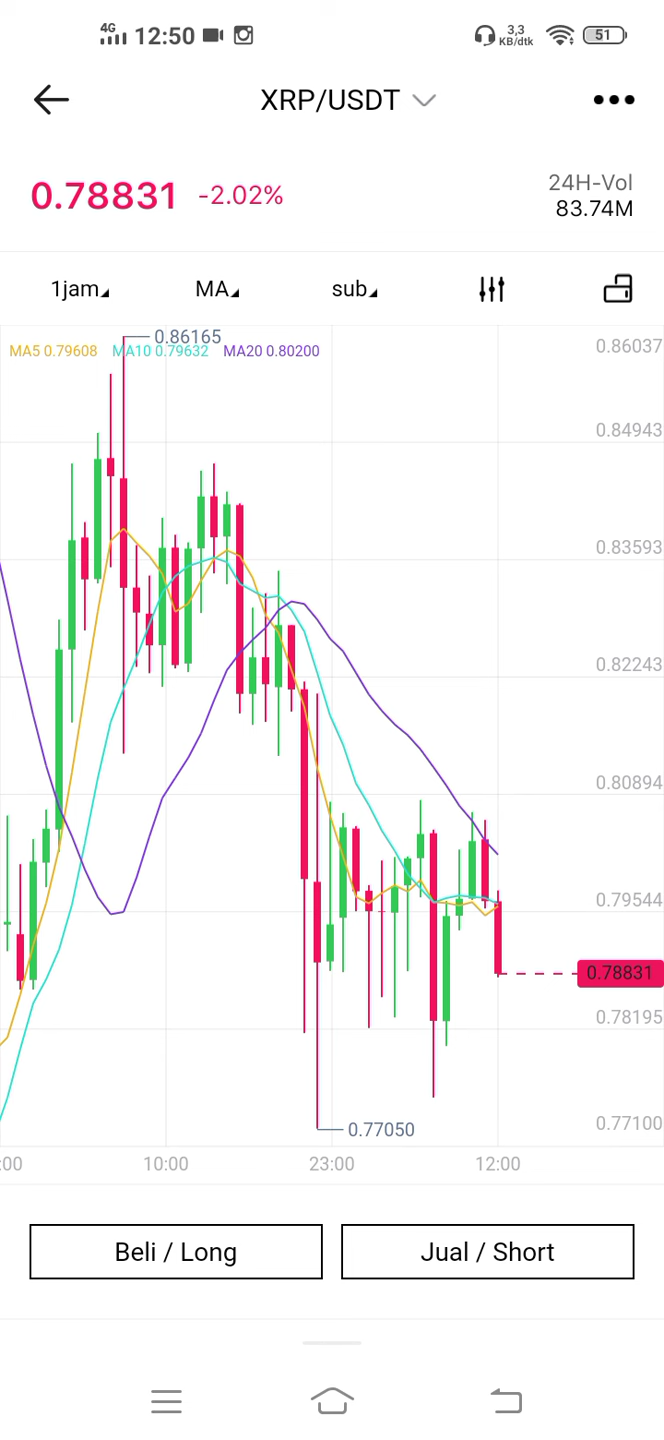 4G 12:50 3,3 KB/dtk 51
XRP/USDT
0.78831 -2.02%
24H-Vol
83.74M
1jam MA sub
0.86165
MA5 0.79608 MA10 0.79632 MA20 0.80200
0.86037
0.84943
0.83593
0.82243
0.80894
0.79544
0.78831
0.78195
0.77100
0.77050
:00 10:00 23:00 12:00
Beli / Long Jual / Short